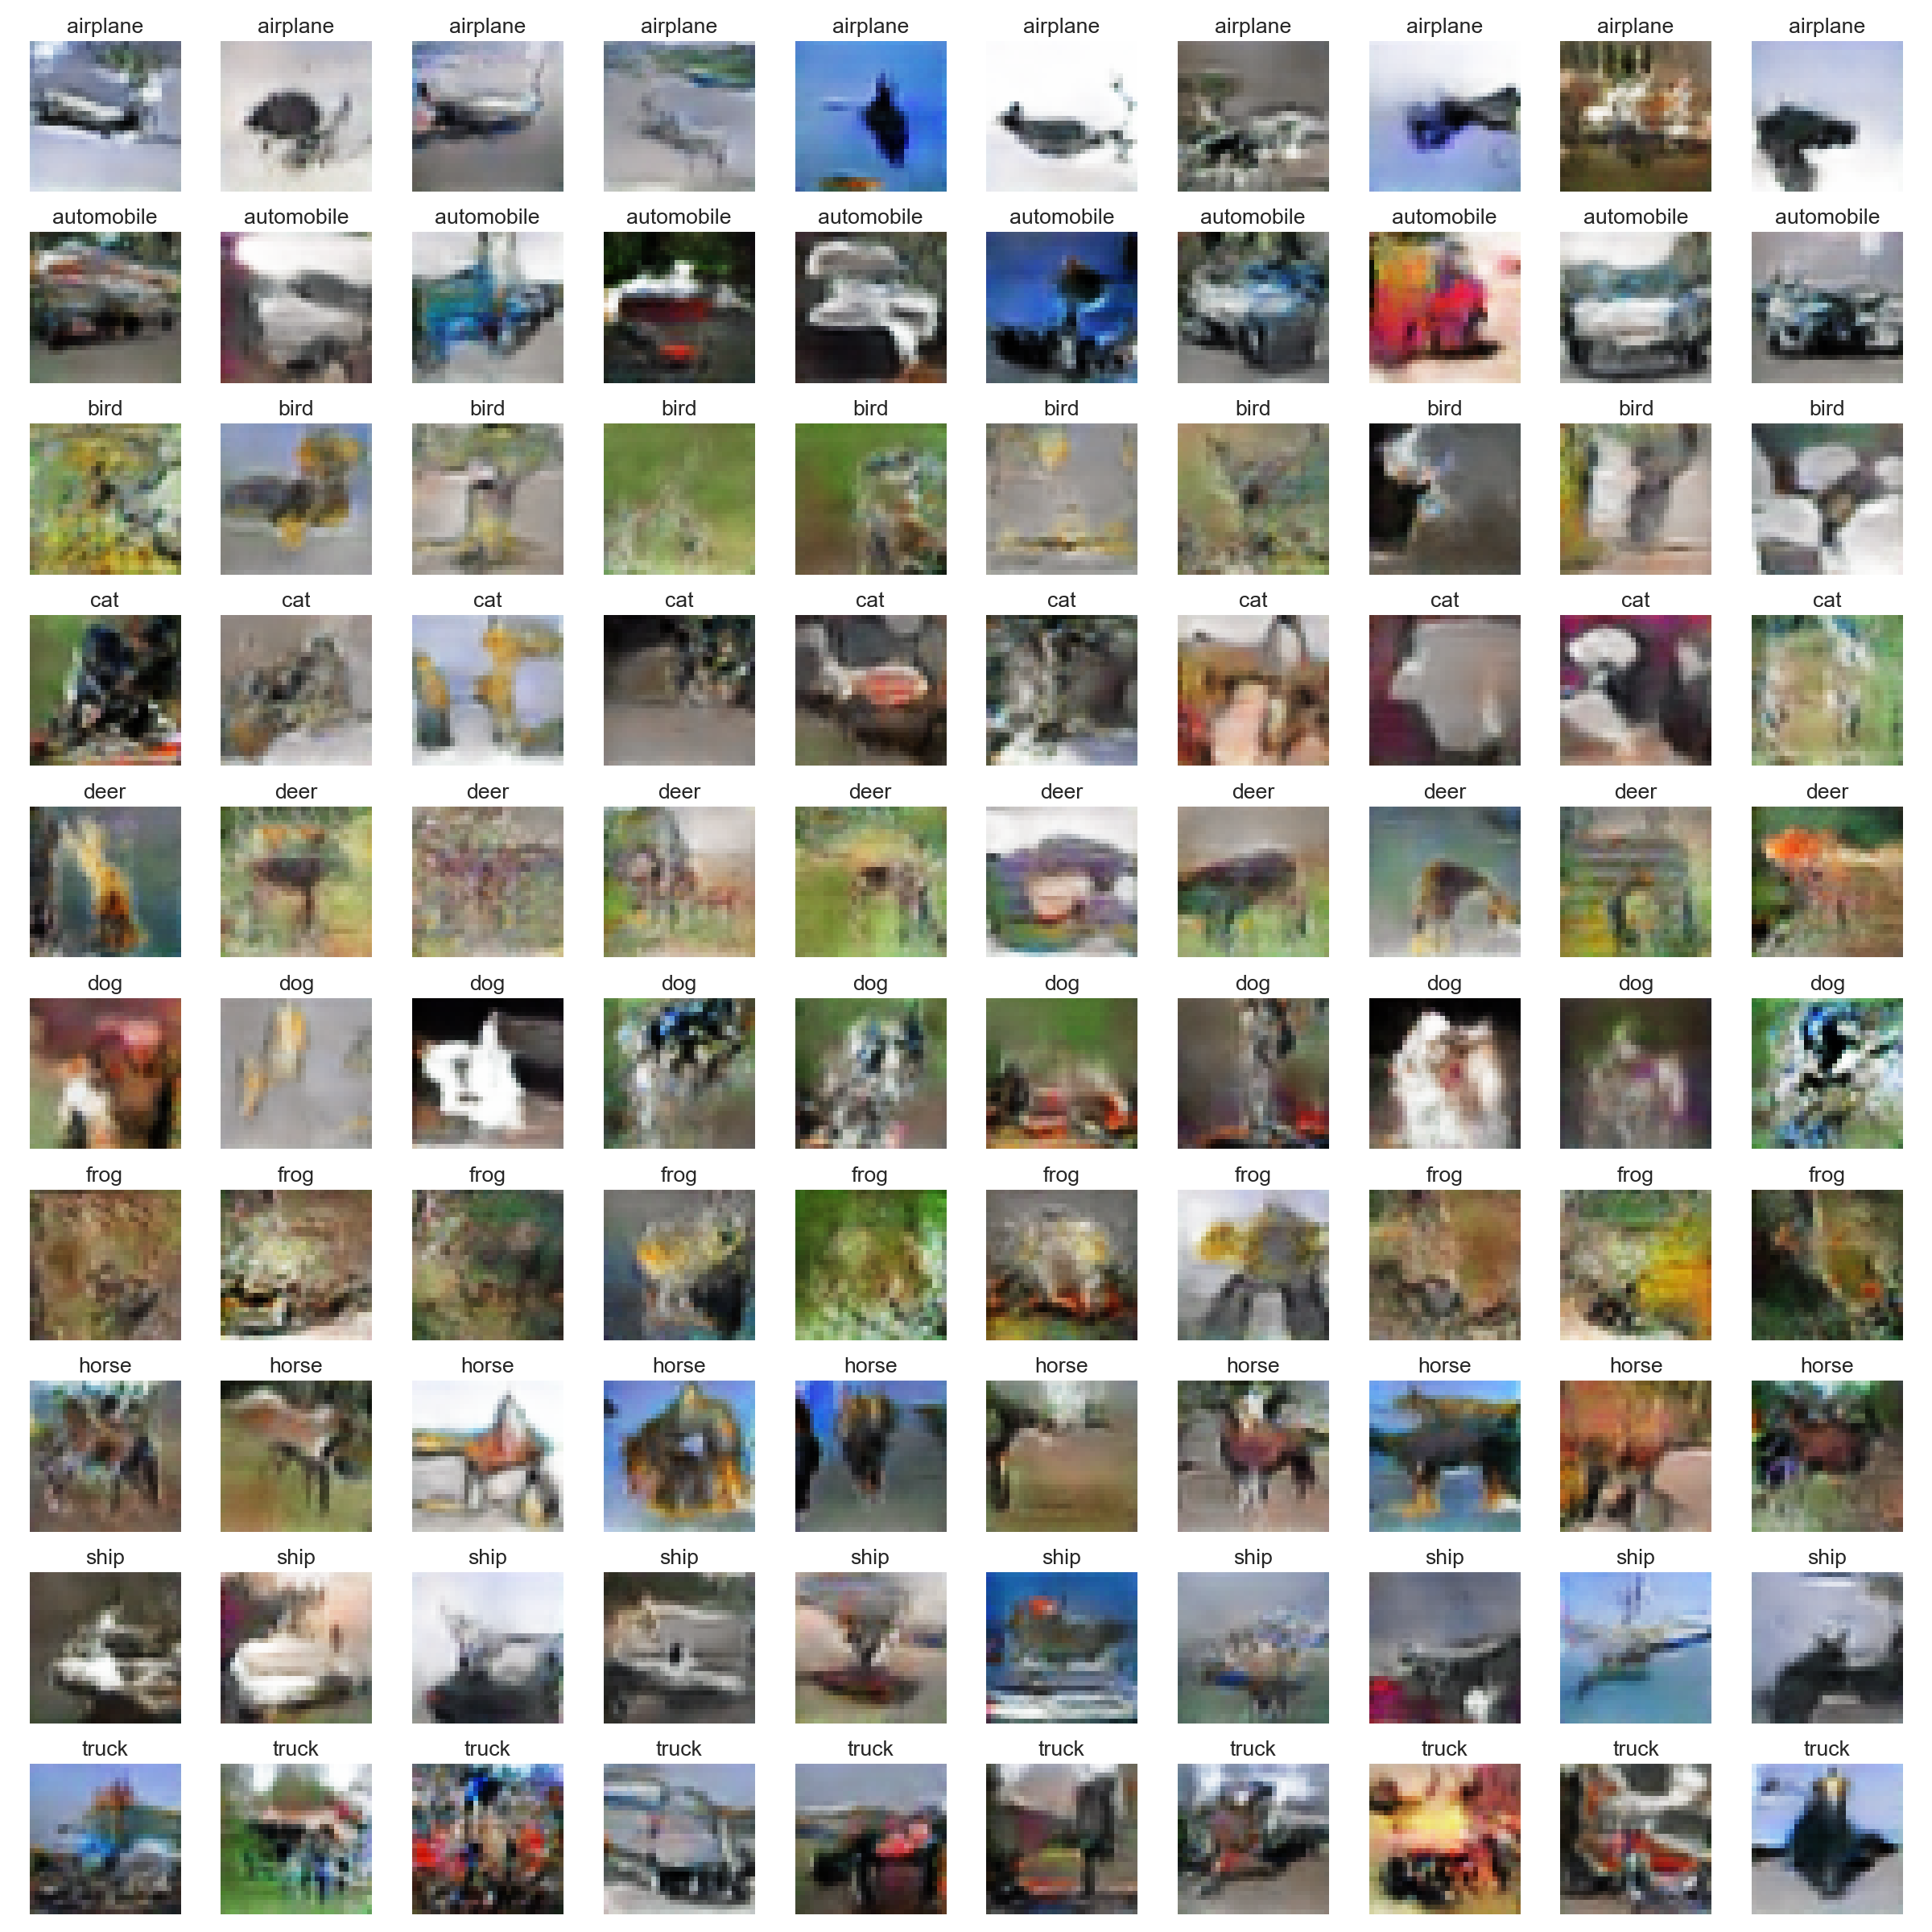 airplane airplane airplane airplane airplane airplane airplane airplane airplane airplane
automobile automobile automobile automobile automobile automobile automobile automobile automobile automobile
bird bird bird bird bird bird bird bird bird bird
cat cat cat cat cat cat cat cat cat cat
deer deer deer deer deer deer deer deer deer deer
dog dog dog dog dog dog dog dog dog dog
frog frog frog frog frog frog frog frog frog frog
horse horse horse horse horse horse horse horse horse horse
ship ship ship ship ship ship ship ship ship ship
truck truck truck truck truck truck truck truck truck truck